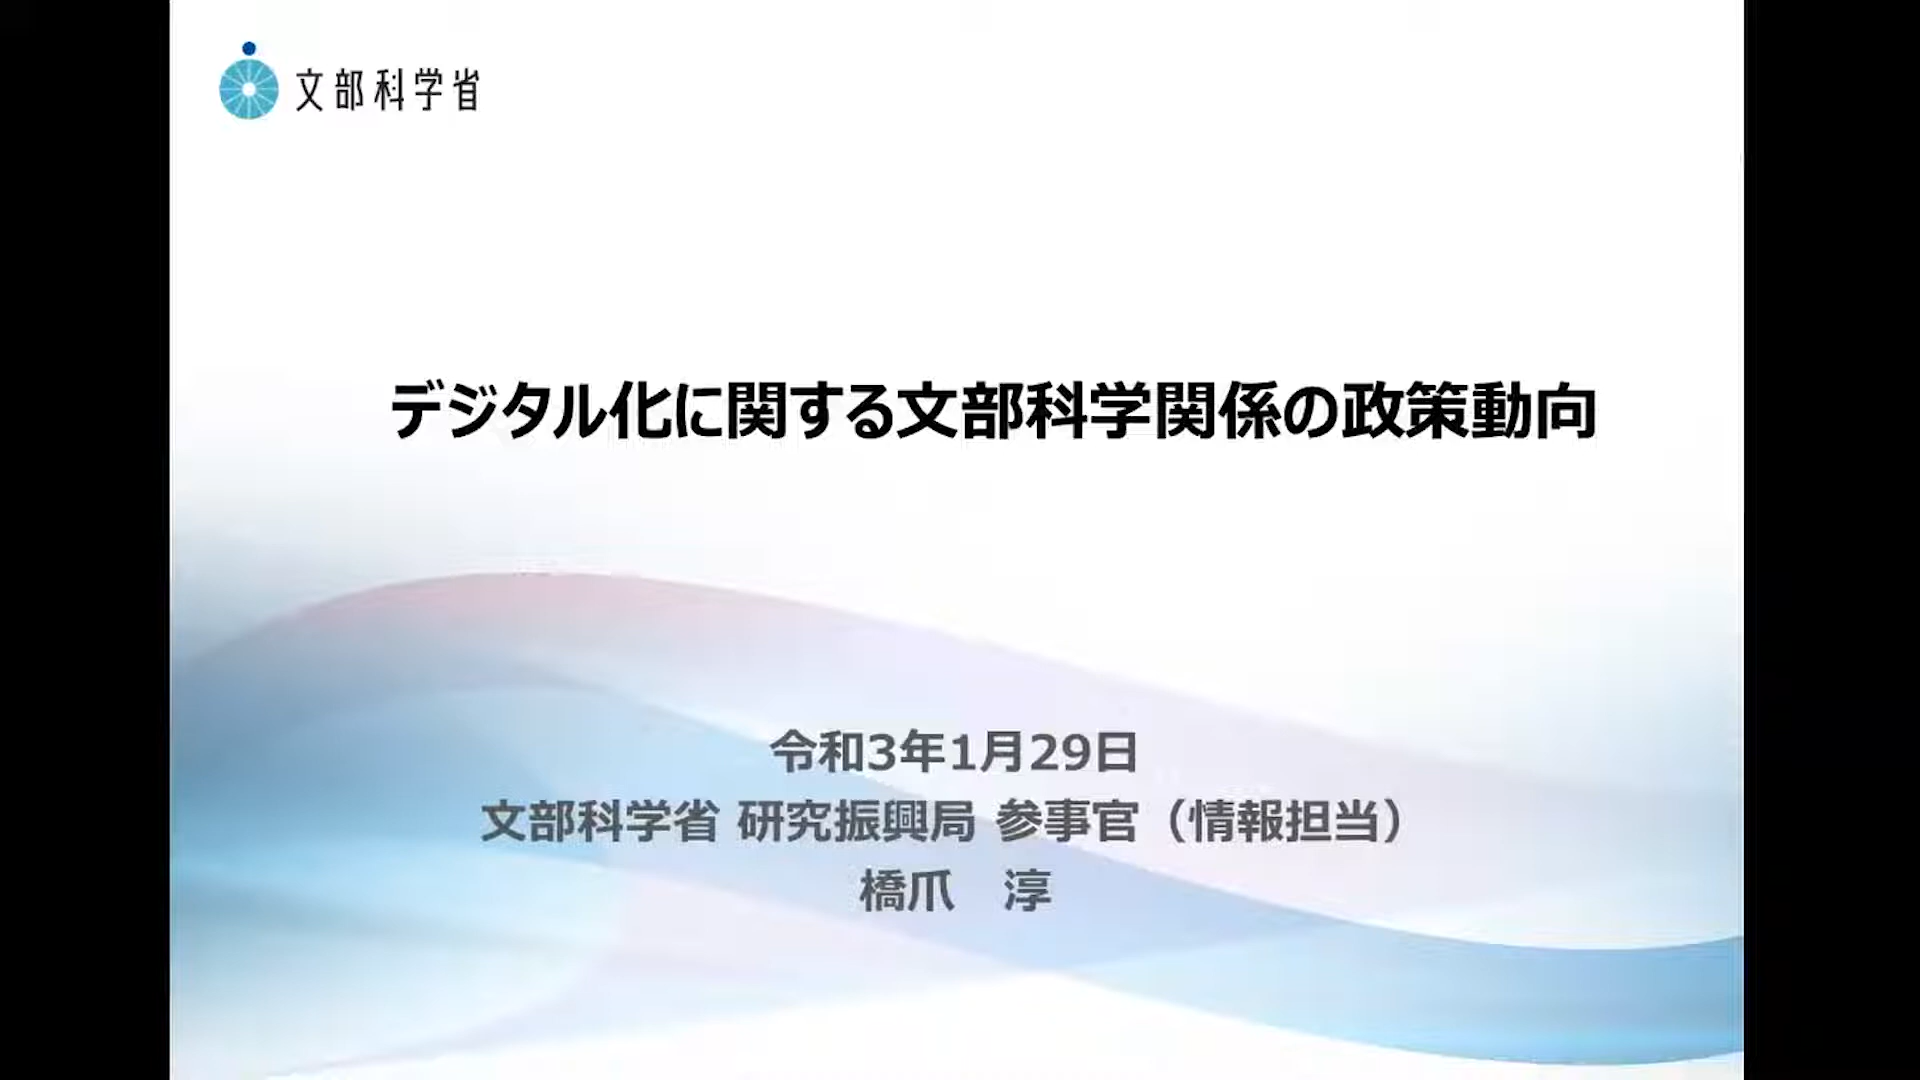 文部科学省
デジタル化に関する文部科学関係の政策動向
令和3年1月29日
文部科学省 研究振興局 参事官（情報担当）
橋爪　淳